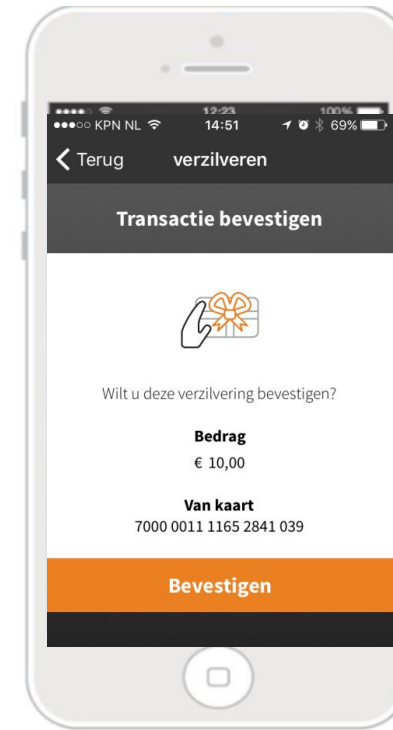 12:23 100%
KPN NL 14:51 69%
Terug verzilveren
Transactie bevestigen
Wilt u deze verzilvering bevestigen?
Bedrag
€ 10,00
Van kaart
7000 0011 1165 2841 039
Bevestigen